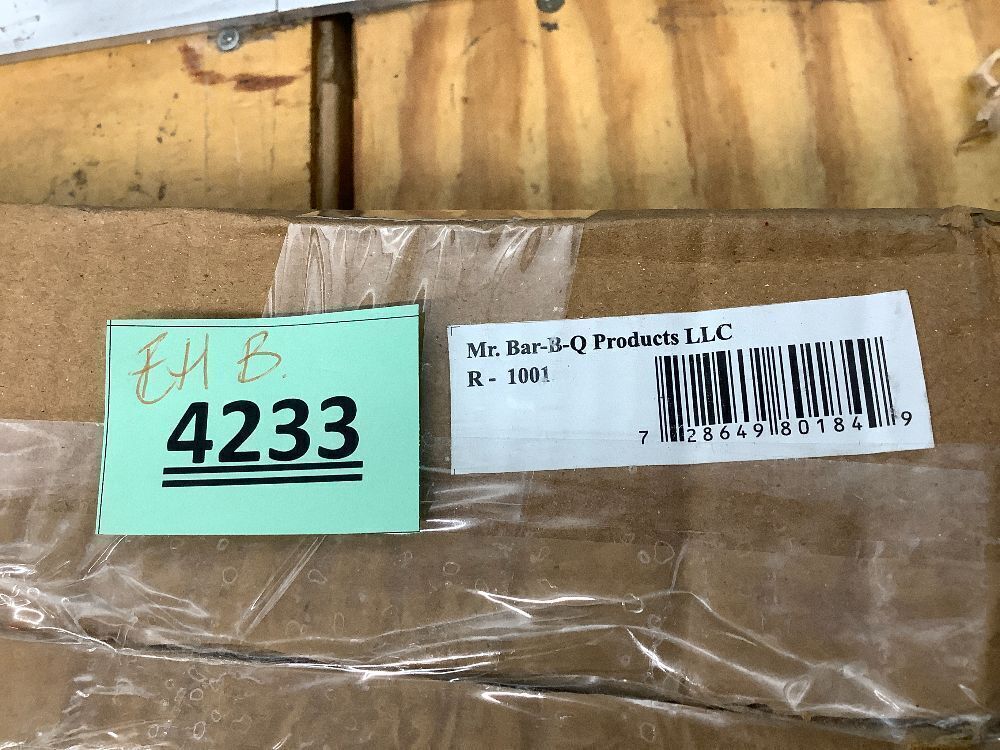 EH B.
4233
Mr. Bar-B-Q Products LLC
R - 1001
7 28649 80184 9